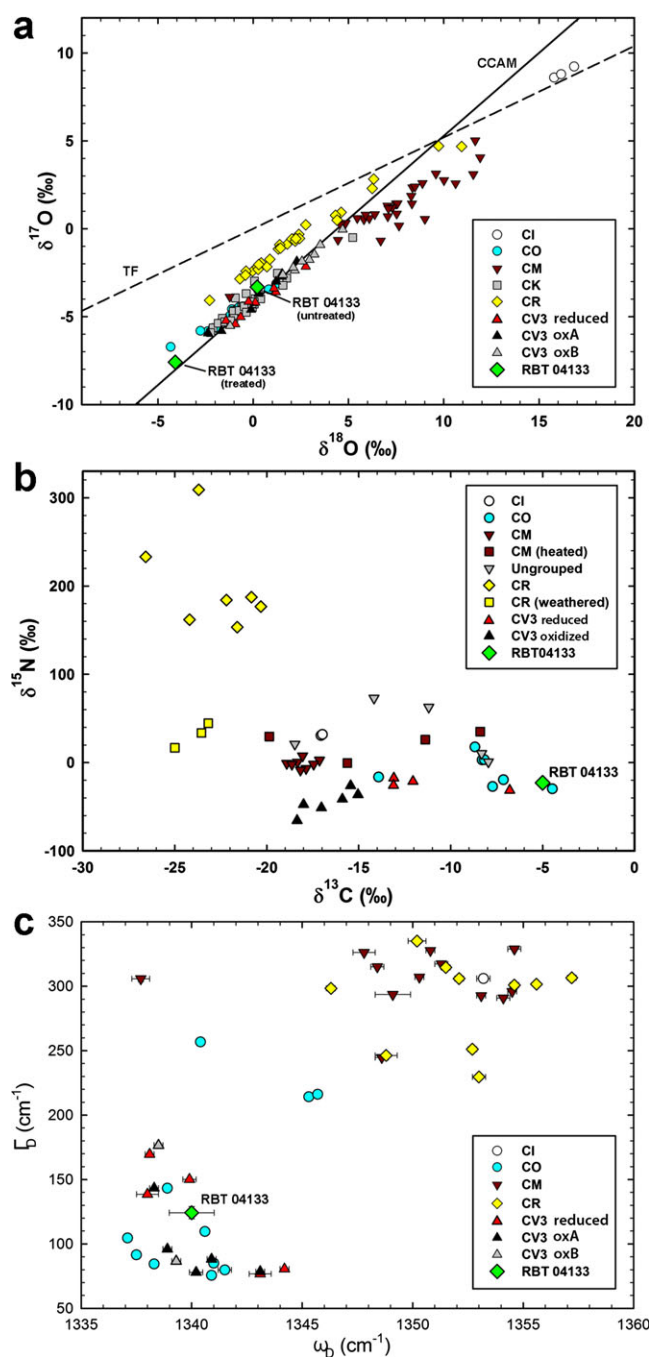 a
δ17O (‰)
10
5
0
-5
-10
CCAM
TF
RBT 04133
(untreated)
RBT 04133
(treated)
CI
CO
CM
CK
CR
CV3 reduced
CV3 oxA
CV3 oxB
RBT 04133
-5 0 5 10 15 20
δ18O (‰)
b
δ15N (‰)
300
200
100
0
-100
CI
CO
CM
CM (heated)
Ungrouped
CR
CR (weathered)
CV3 reduced
CV3 oxidized
RBT04133
RBT 04133
-30 -25 -20 -15 -10 -5 0
δ13C (‰)
c
ΓD (cm-1)
350
300
250
200
150
100
50
RBT 04133
CI
CO
CM
CR
CV3 reduced
CV3 oxA
CV3 oxB
RBT 04133
1335 1340 1345 1350 1355 1360
ωD (cm-1)